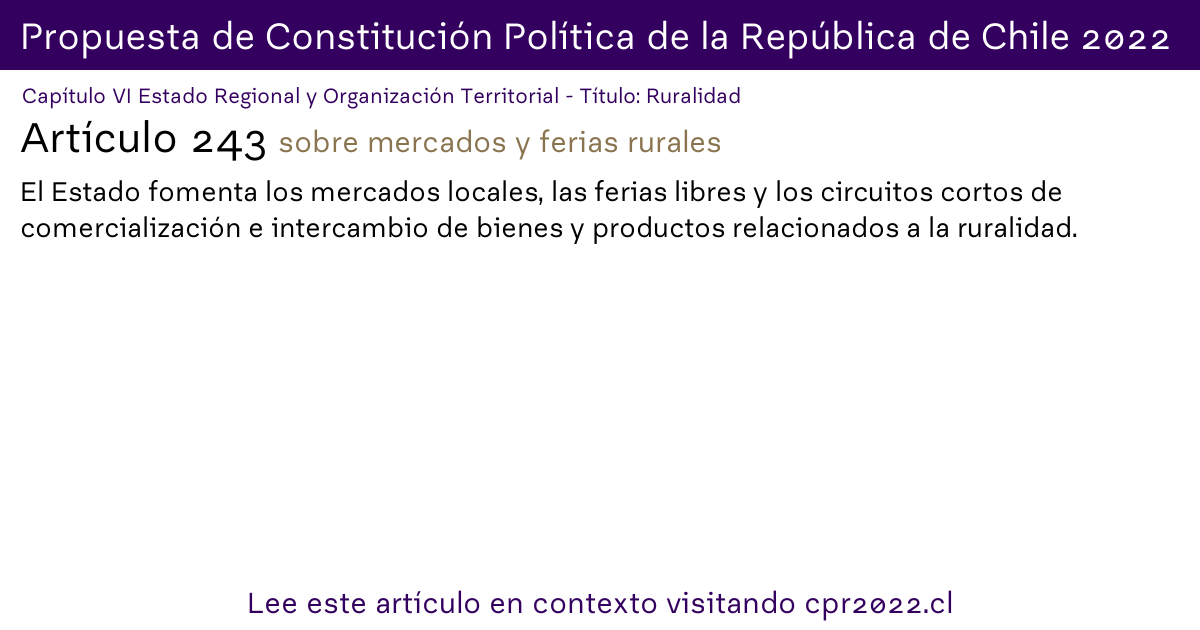 Propuesta de Constitución Política de la República de Chile 2022
Capítulo VI Estado Regional y Organización Territorial - Título: Ruralidad
Artículo 243 sobre mercados y ferias rurales
El Estado fomenta los mercados locales, las ferias libres y los circuitos cortos de
comercialización e intercambio de bienes y productos relacionados a la ruralidad.
Lee este artículo en contexto visitando cpr2022.cl